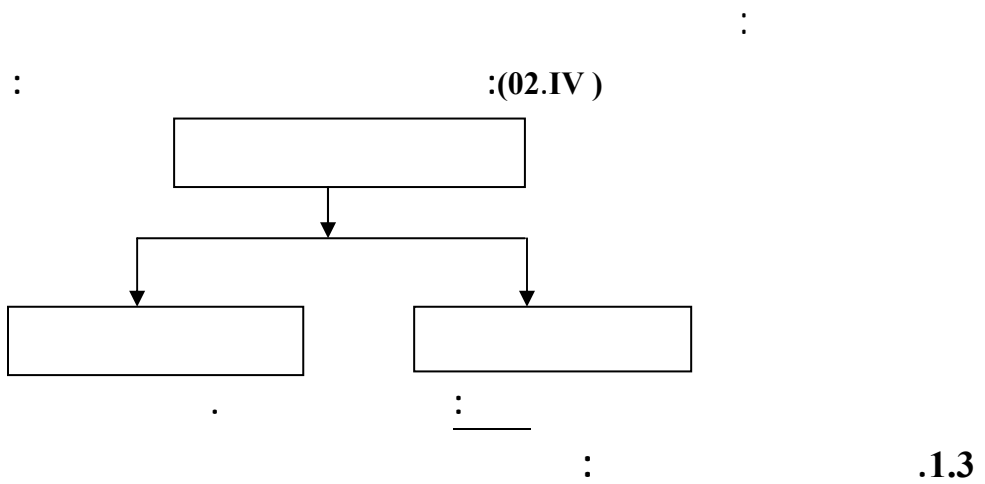 :
:(02.IV ) :
: .
.1.3 :